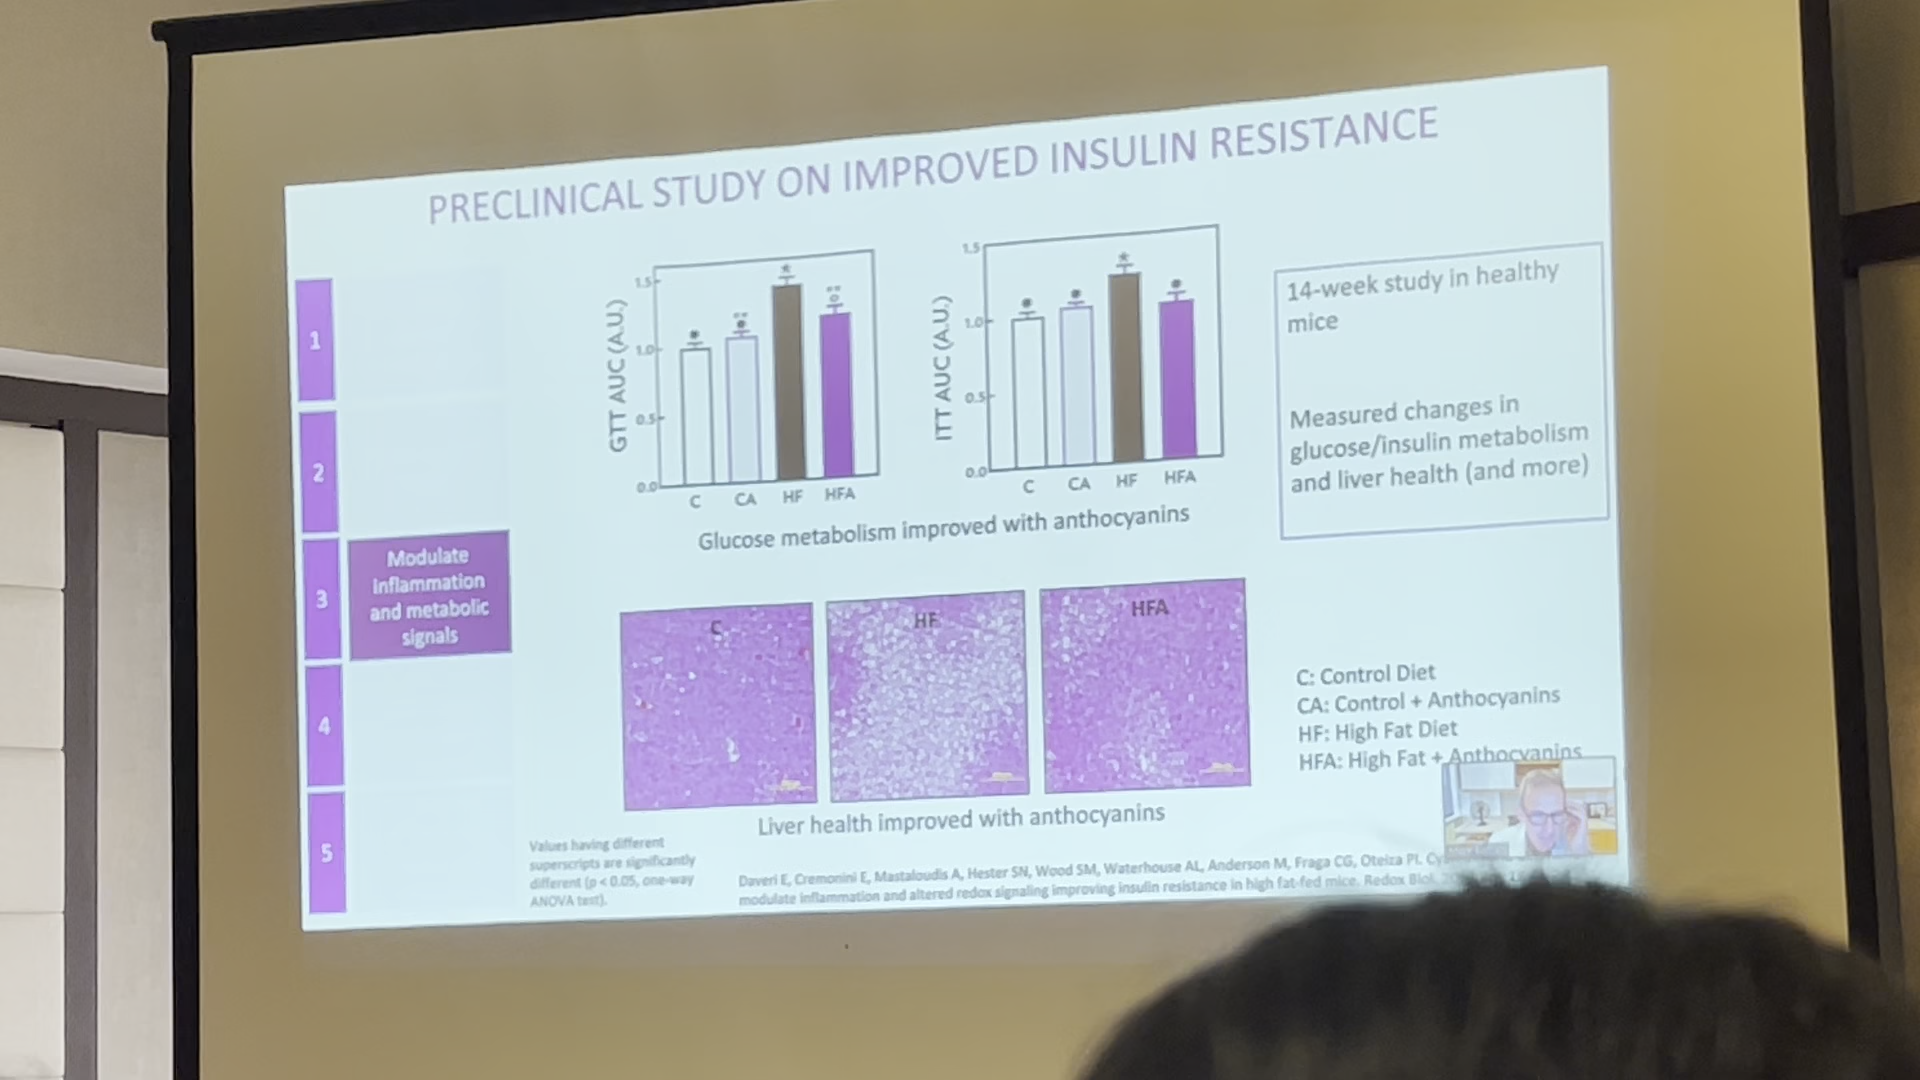 PRECLINICAL STUDY ON IMPROVED INSULIN RESISTANCE
1
2
3
4
5
Modulate
inflammation
and metabolic
signals
GTT AUC (A.U.)
1.5
1.0
0.5
0.0
C CA HF HFA
ITT AUC (A.U.)
1.5
1.0
0.5
0.0
C CA HF HFA
Glucose metabolism improved with anthocyanins
14-week study in healthy
mice
Measured changes in
glucose/insulin metabolism
and liver health (and more)
C
HF
HFA
Liver health improved with anthocyanins
C: Control Diet
CA: Control + Anthocyanins
HF: High Fat Diet
HFA: High Fat + Anthocyanins
Values having different
superscripts are significantly
different (p < 0.05, one-way
ANOVA test).
Daveri E, Cremonini E, Mastaloudis A, Hester SN, Wood SM, Waterhouse AL, Anderson M, Fraga CG, Oteiza PI.
modulate inflammation and altered redox signaling improving insulin resistance in high fat-fed mice. Redox Biol.